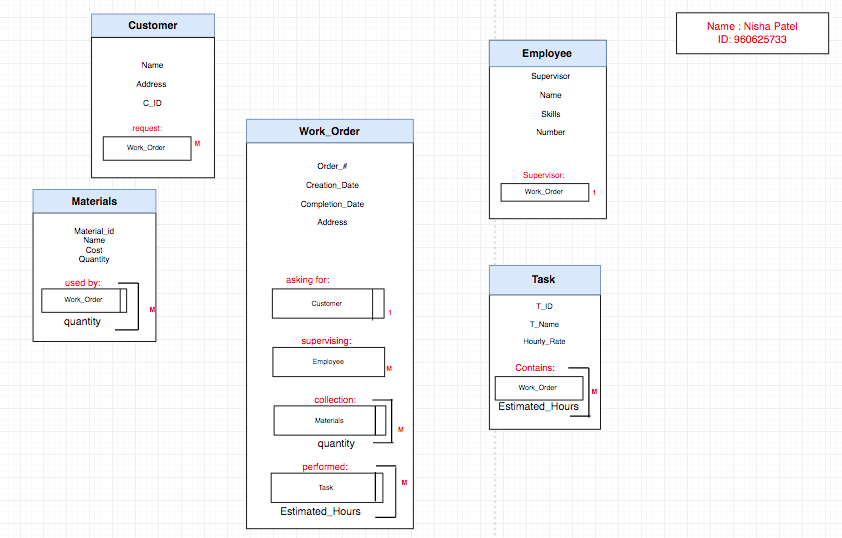 Customer
Name
Address
C_ID
request:
Work_Order
M
Materials
Material_id
Name
Cost
Quantity
used by:
Work_Order
M
quantity
Work_Order
Order_#
Creation_Date
Completion_Date
Address
asking for:
Customer
1
supervising:
Employee
M
collection:
Materials
M
quantity
performed:
Task
M
Estimated_Hours
Employee
Supervisor
Name
Skills
Number
Supervisor:
Work_Order
1
Task
T_ID
T_Name
Hourly_Rate
Contains:
Work_Order
M
Estimated_Hours
Name : Nisha Patel
ID: 960625733